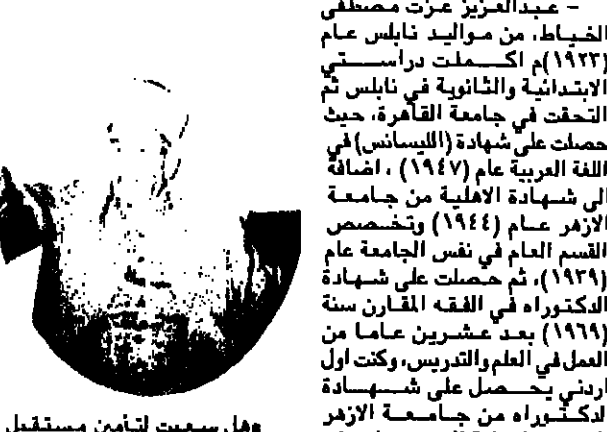 - عبدالعزيز عزت مصطفى
الخياط، من مواليد نابلس عام
(١٩٢٣)م اكملت دراستي
الابتدائية والثانوية في نابلس ثم
التحقت في جامعة القاهرة، حيث
حصلت على شهادة (الليسانس) في
اللغة العربية عام (١٩٤٧) ، اضافة
الى شهادة الاهلية من جامعة
الازهر عام (١٩٤٤) وتخصص
القسم العام في نفس الجامعة عام
(١٩٣٩)، ثم حصلت على شهادة
الدكتوراه في الفقه المقارن سنة
(١٩٦٩) بعد عشرين عاما من
العمل في العلم والتدريس، وكنت اول
اردني يحصل على شهادة
لدكتوراه من جامعة الازهر
وهل سعيت لتأمين مستقبل